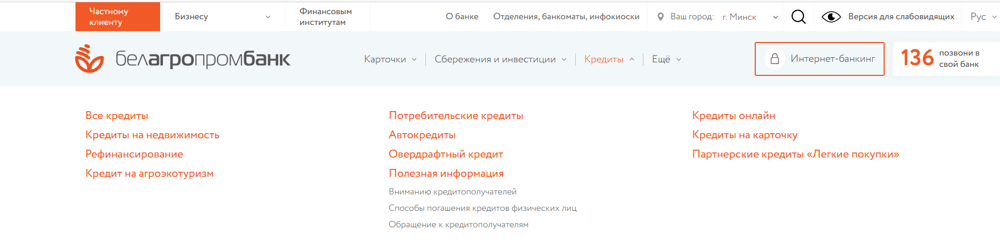 Частному
клиенту
Бизнесу
Финансовым
институтам
О банке
Отделения, банкоматы, инфокиоски
Ваш город:
г. Минск
Версия для слабовидящих
Рус
белагропромбанк
Карточки
Сбережения и инвестиции
Кредиты
Ещё
Интернет-банкинг
136
позвони в
свой банк
Все кредиты
Кредиты на недвижимость
Рефинансирование
Кредит на агроэкотуризм
Потребительские кредиты
Автокредиты
Овердрафтный кредит
Полезная информация
Вниманию кредитополучателей
Способы погашения кредитов физических лиц
Обращение к кредитополучателям
Кредиты онлайн
Кредиты на карточку
Партнерские кредиты «Легкие покупки»